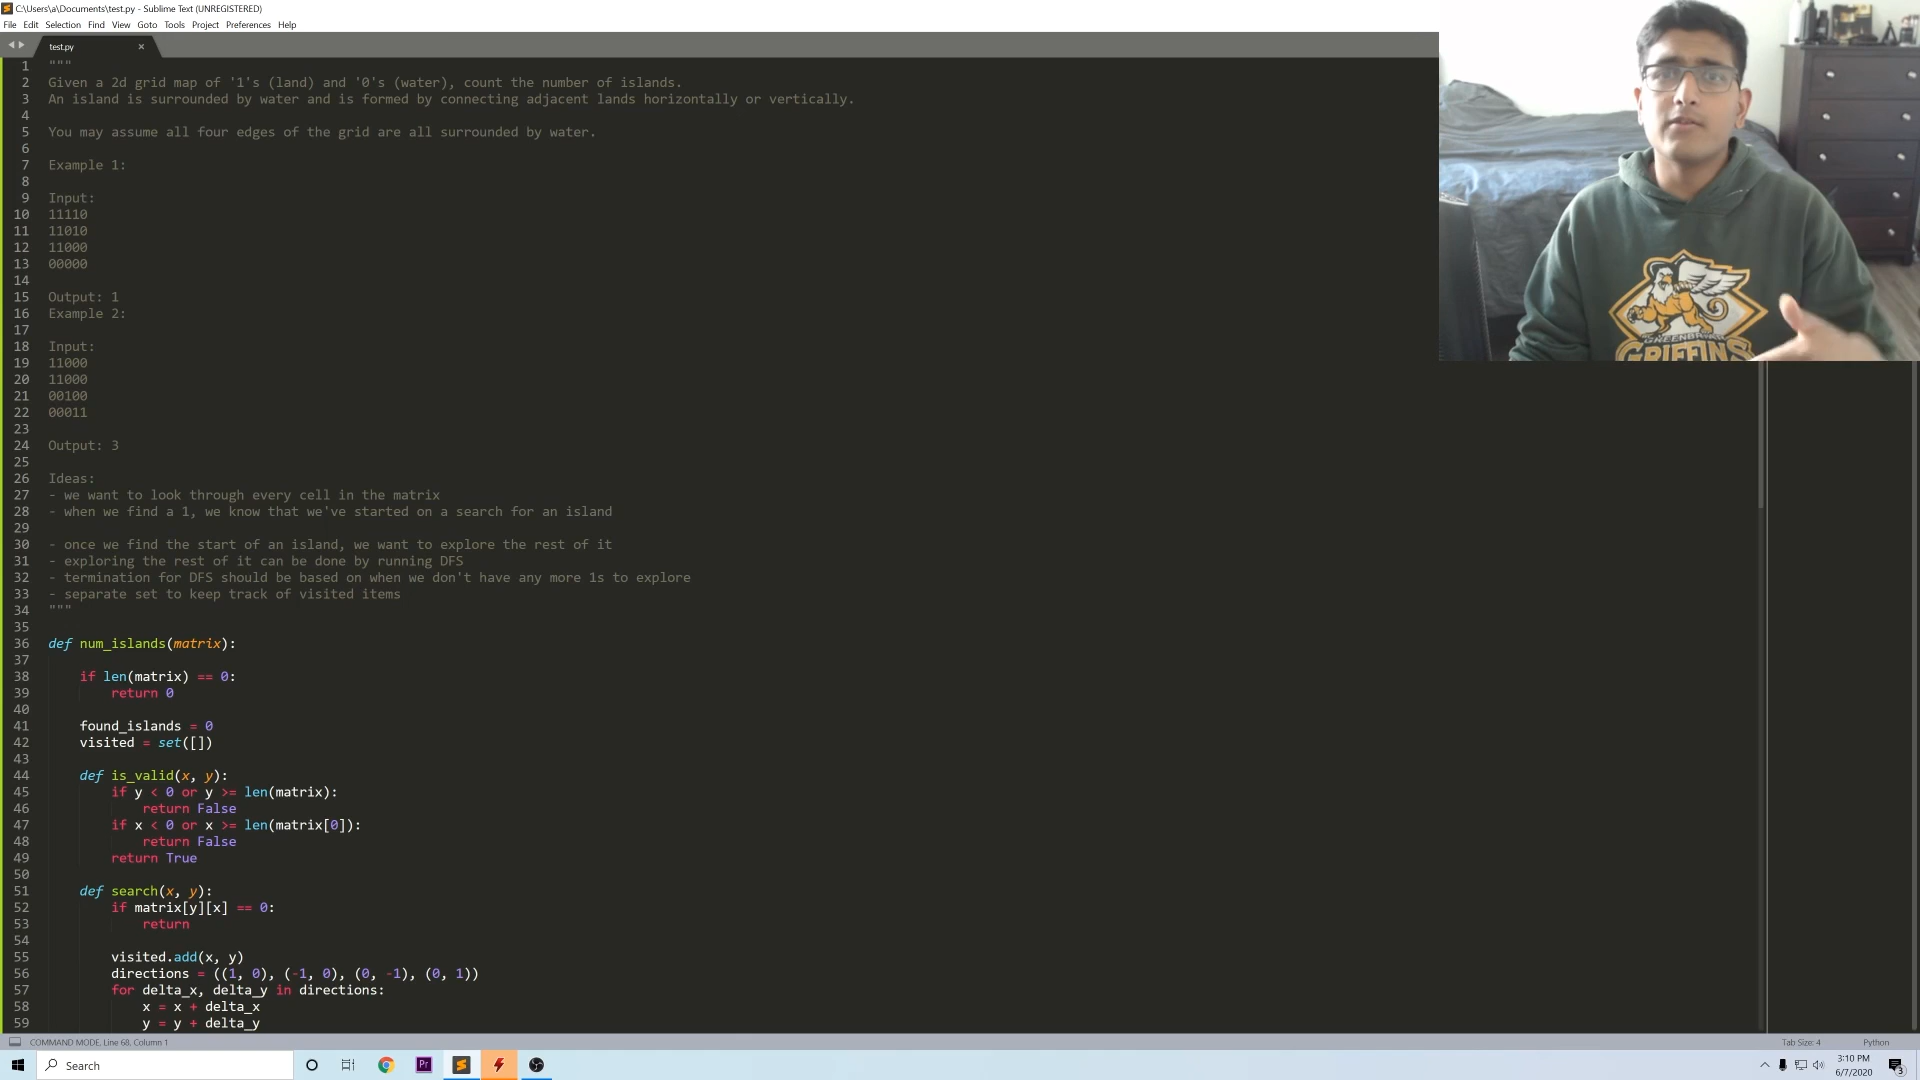 C:\Users\a\Documents\test.py - Sublime Text (UNREGISTERED)
File Edit Selection Find View Goto Tools Project Preferences Help
test.py
1 """
2 Given a 2d grid map of '1's (land) and '0's (water), count the number of islands.
3 An island is surrounded by water and is formed by connecting adjacent lands horizontally or vertically.
4
5 You may assume all four edges of the grid are all surrounded by water.
6
7 Example 1:
8
9 Input:
10 11110
11 11010
12 11000
13 00000
14
15 Output: 1
16 Example 2:
17
18 Input:
19 11000
20 11000
21 00100
22 00011
23
24 Output: 3
25
26 Ideas:
27 - we want to look through every cell in the matrix
28 - when we find a 1, we know that we've started on a search for an island
29
30 - once we find the start of an island, we want to explore the rest of it
31 - exploring the rest of it can be done by running DFS
32 - termination for DFS should be based on when we don't have any more 1s to explore
33 - separate set to keep track of visited items
34 """
35
36 def num_islands(matrix):
37
38 if len(matrix) == 0:
39 return 0
40
41 found_islands = 0
42 visited = set([])
43
44 def is_valid(x, y):
45 if y < 0 or y >= len(matrix):
46 return False
47 if x < 0 or x >= len(matrix[0]):
48 return False
49 return True
50
51 def search(x, y):
52 if matrix[y][x] == 0:
53 return
54
55 visited.add(x, y)
56 directions = ((1, 0), (-1, 0), (0, -1), (0, 1))
57 for delta_x, delta_y in directions:
58 x = x + delta_x
59 y = y + delta_y
GREENBRIER
GRIFFINS
COMMAND MODE, Line 68, Column 1
Tab Size: 4
Python
Search
Pr
3:10 PM
6/7/2020
3